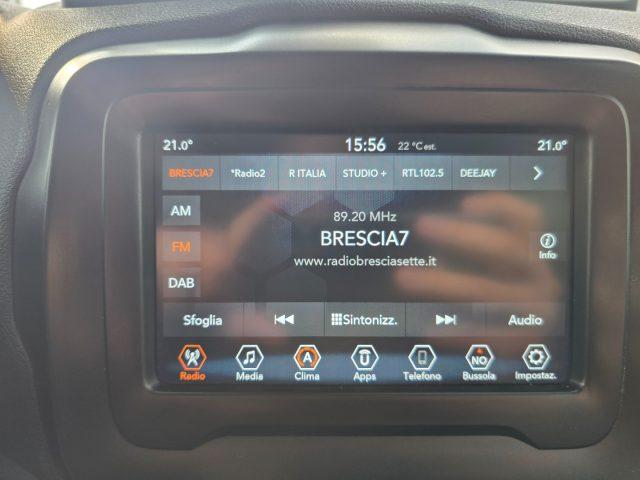 21.0° 15:56 22 °C est. 21.0°
BRESCIA7 *Radio2 R ITALIA STUDIO + RTL102.5 DEEJAY
AM
89.20 MHz
FM
BRESCIA7
Info
www.radiobresciasette.it
DAB
Sfoglia Sintonizz. Audio
A U NO
Radio Media Clima Apps Telefono Bussola Impostaz.